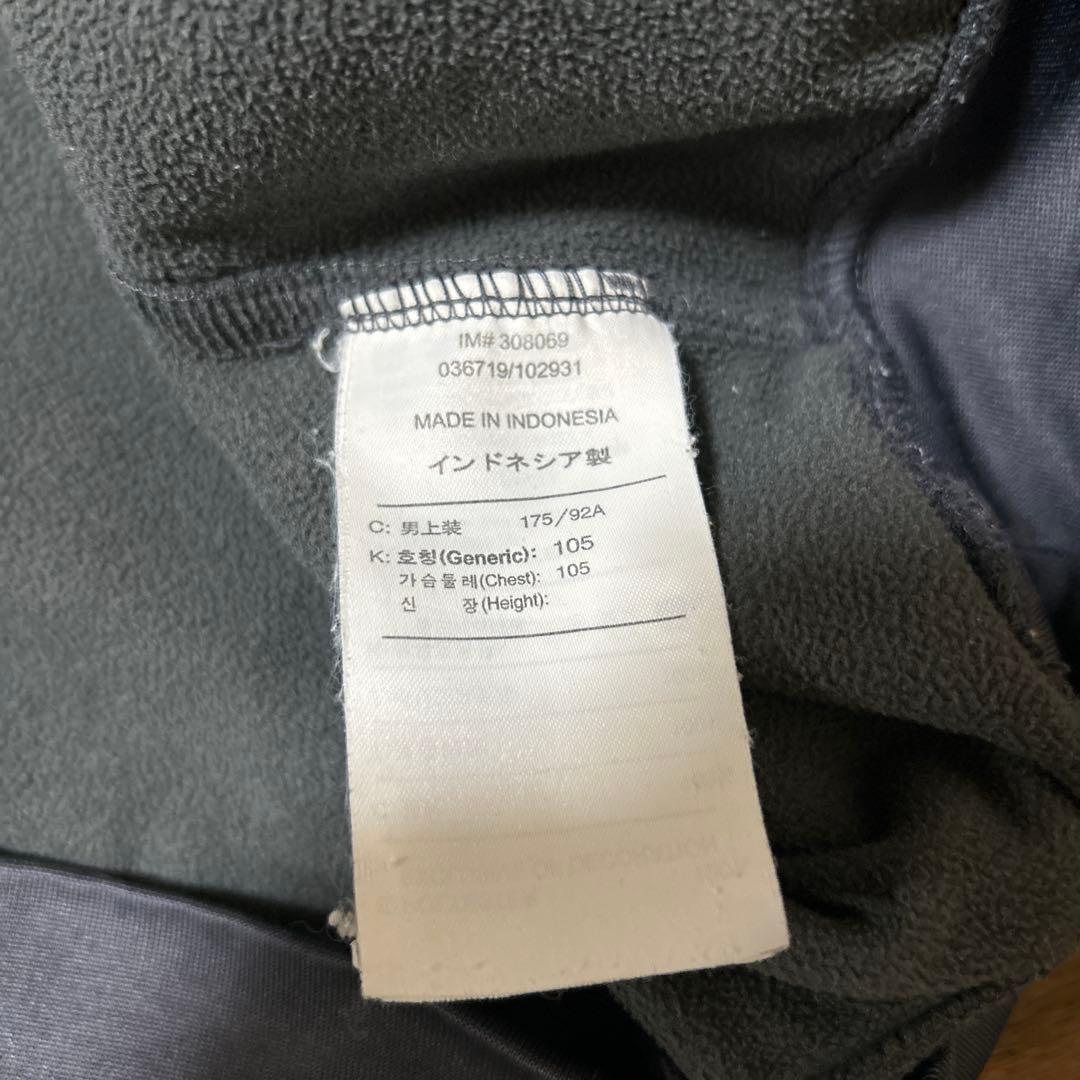 IM# 308069
036719/102931
MADE IN INDONESIA
インドネシア製
C: 男上装 175/92A
K: 호칭(Generic): 105
가슴둘레(Chest): 105
신 장(Height):